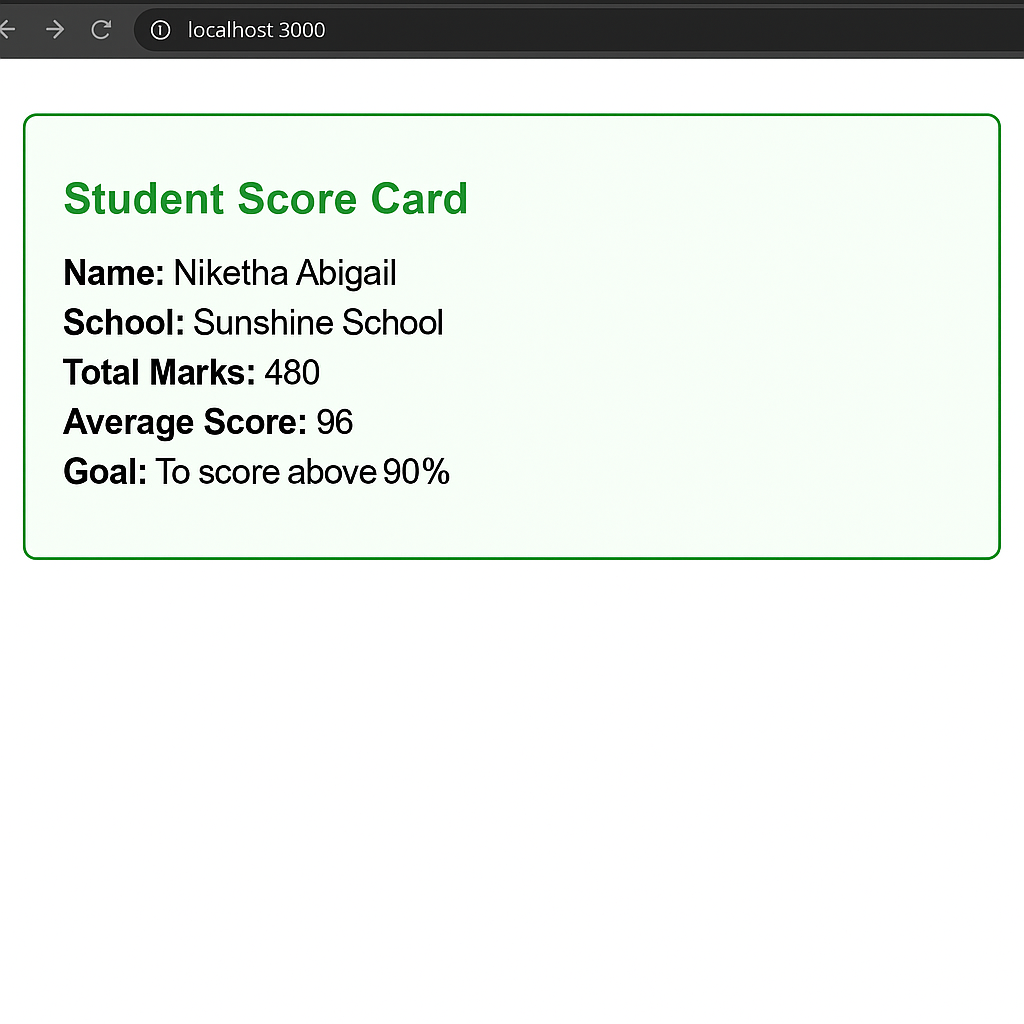 localhost 3000
Student Score Card
Name: Niketha Abigail
School: Sunshine School
Total Marks: 480
Average Score: 96
Goal: To score above 90%